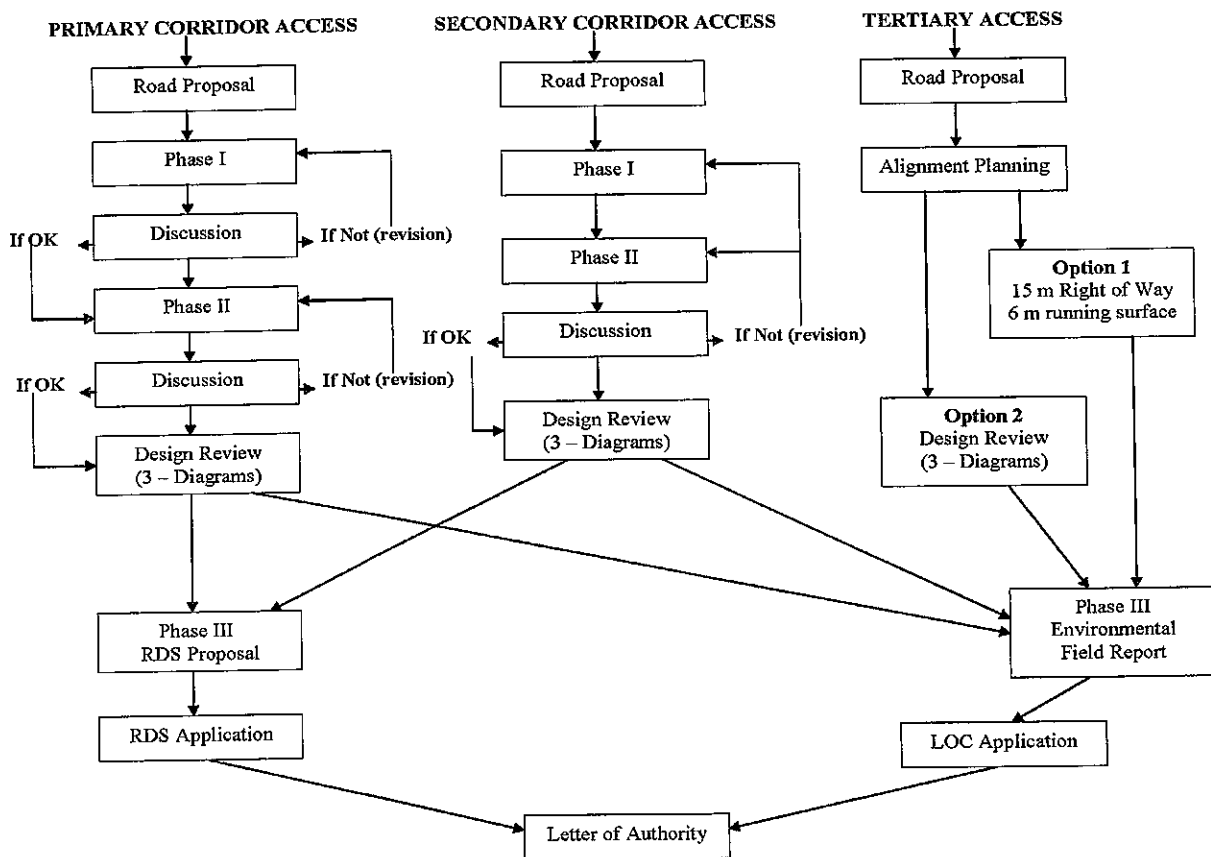 PRIMARY CORRIDOR ACCESS
Road Proposal
Phase I
If OK
Discussion
If Not (revision)
Phase II
If OK
Discussion
If Not (revision)
Design Review
(3 – Diagrams)
Phase III
RDS Proposal
RDS Application
SECONDARY CORRIDOR ACCESS
Road Proposal
Phase I
Phase II
If OK
Discussion
If Not (revision)
Design Review
(3 – Diagrams)
TERTIARY ACCESS
Road Proposal
Alignment Planning
Option 1
15 m Right of Way
6 m running surface
Option 2
Design Review
(3 – Diagrams)
Phase III
Environmental
Field Report
LOC Application
Letter of Authority